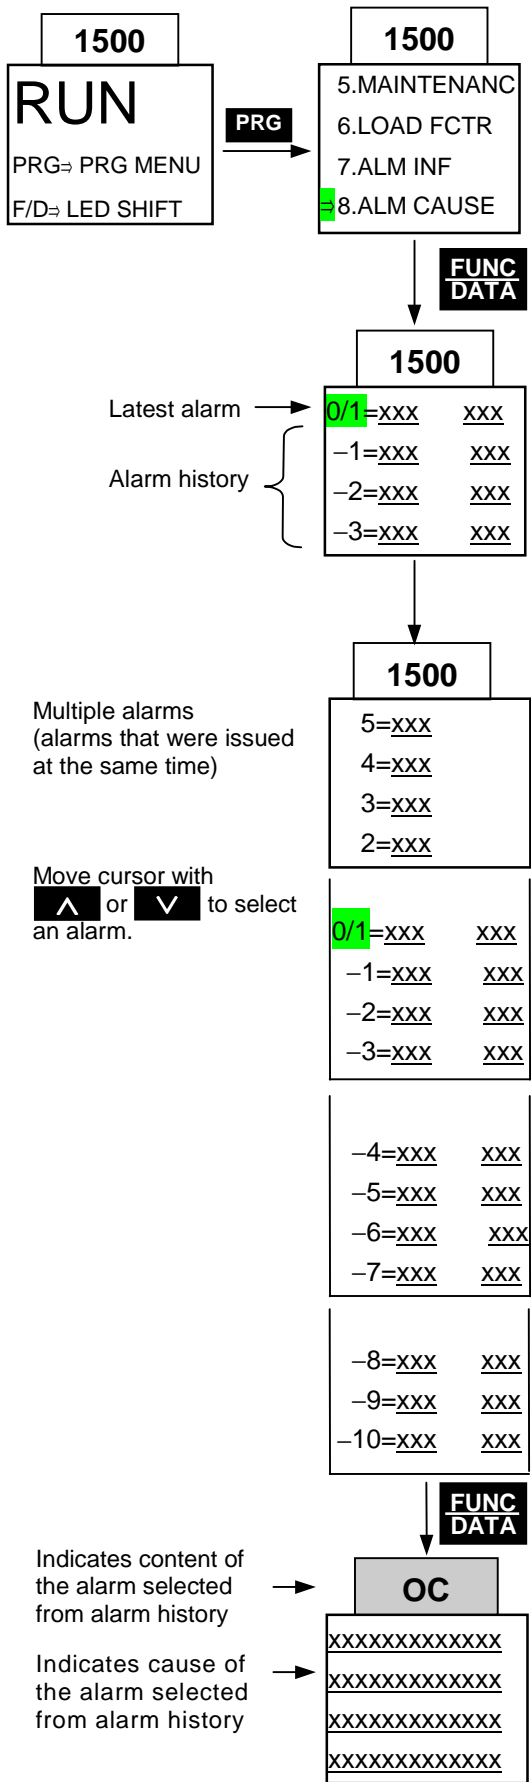 1500
RUN
PRG⇒ PRG MENU
F/D⇒ LED SHIFT
PRG
1500
5.MAINTENANC
6.LOAD FCTR
7.ALM INF
⇒8.ALM CAUSE
FUNC
DATA
1500
Latest alarm
0/1=xxx xxx
Alarm history
−1=xxx xxx
−2=xxx xxx
−3=xxx xxx
1500
Multiple alarms
(alarms that were issued
at the same time)
5=xxx
4=xxx
3=xxx
2=xxx
Move cursor with
∧ or ∨ to select
an alarm.
0/1=xxx xxx
−1=xxx xxx
−2=xxx xxx
−3=xxx xxx
−4=xxx xxx
−5=xxx xxx
−6=xxx xxx
−7=xxx xxx
−8=xxx xxx
−9=xxx xxx
−10=xxx xxx
FUNC
DATA
Indicates content of
the alarm selected
from alarm history
OC
Indicates cause of
the alarm selected
from alarm history
xxxxxxxxxxxxx
xxxxxxxxxxxxx
xxxxxxxxxxxxx
xxxxxxxxxxxxx